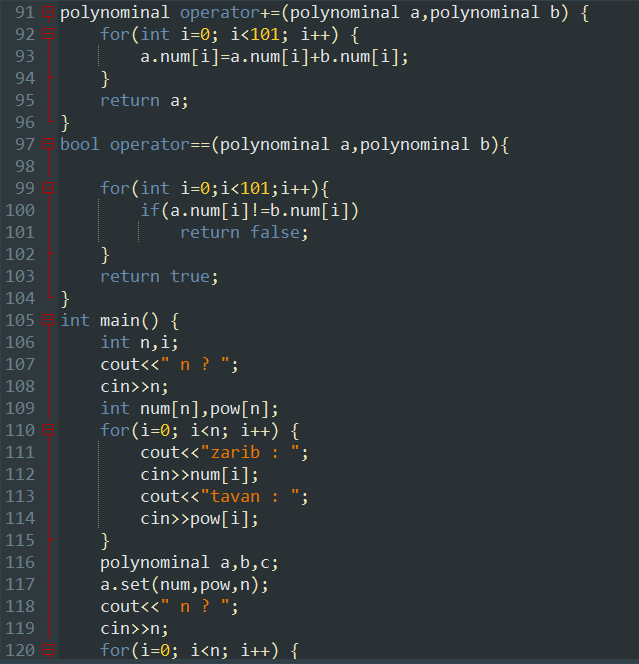 91 polynominal operator+=(polynominal a,polynominal b) {
92     for(int i=0; i<101; i++) {
93         a.num[i]=a.num[i]+b.num[i];
94     }
95     return a;
96 }
97 bool operator==(polynominal a,polynominal b){
98
99     for(int i=0;i<101;i++){
100         if(a.num[i]!=b.num[i])
101             return false;
102     }
103     return true;
104 }
105 int main() {
106     int n,i;
107     cout<<" n ? ";
108     cin>>n;
109     int num[n],pow[n];
110     for(i=0; i<n; i++) {
111         cout<<"zarib : ";
112         cin>>num[i];
113         cout<<"tavan : ";
114         cin>>pow[i];
115     }
116     polynominal a,b,c;
117     a.set(num,pow,n);
118     cout<<" n ? ";
119     cin>>n;
120     for(i=0; i<n; i++) {